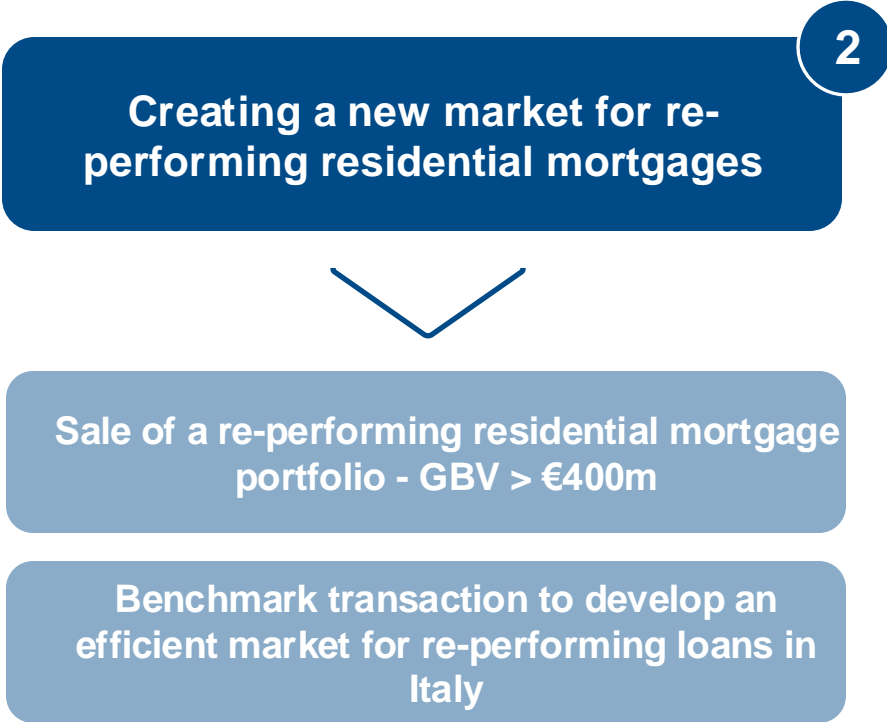 2
Creating a new market for re-
performing residential mortgages
Sale of a re-performing residential mortgage
portfolio - GBV > €400m
Benchmark transaction to develop an
efficient market for re-performing loans in
Italy